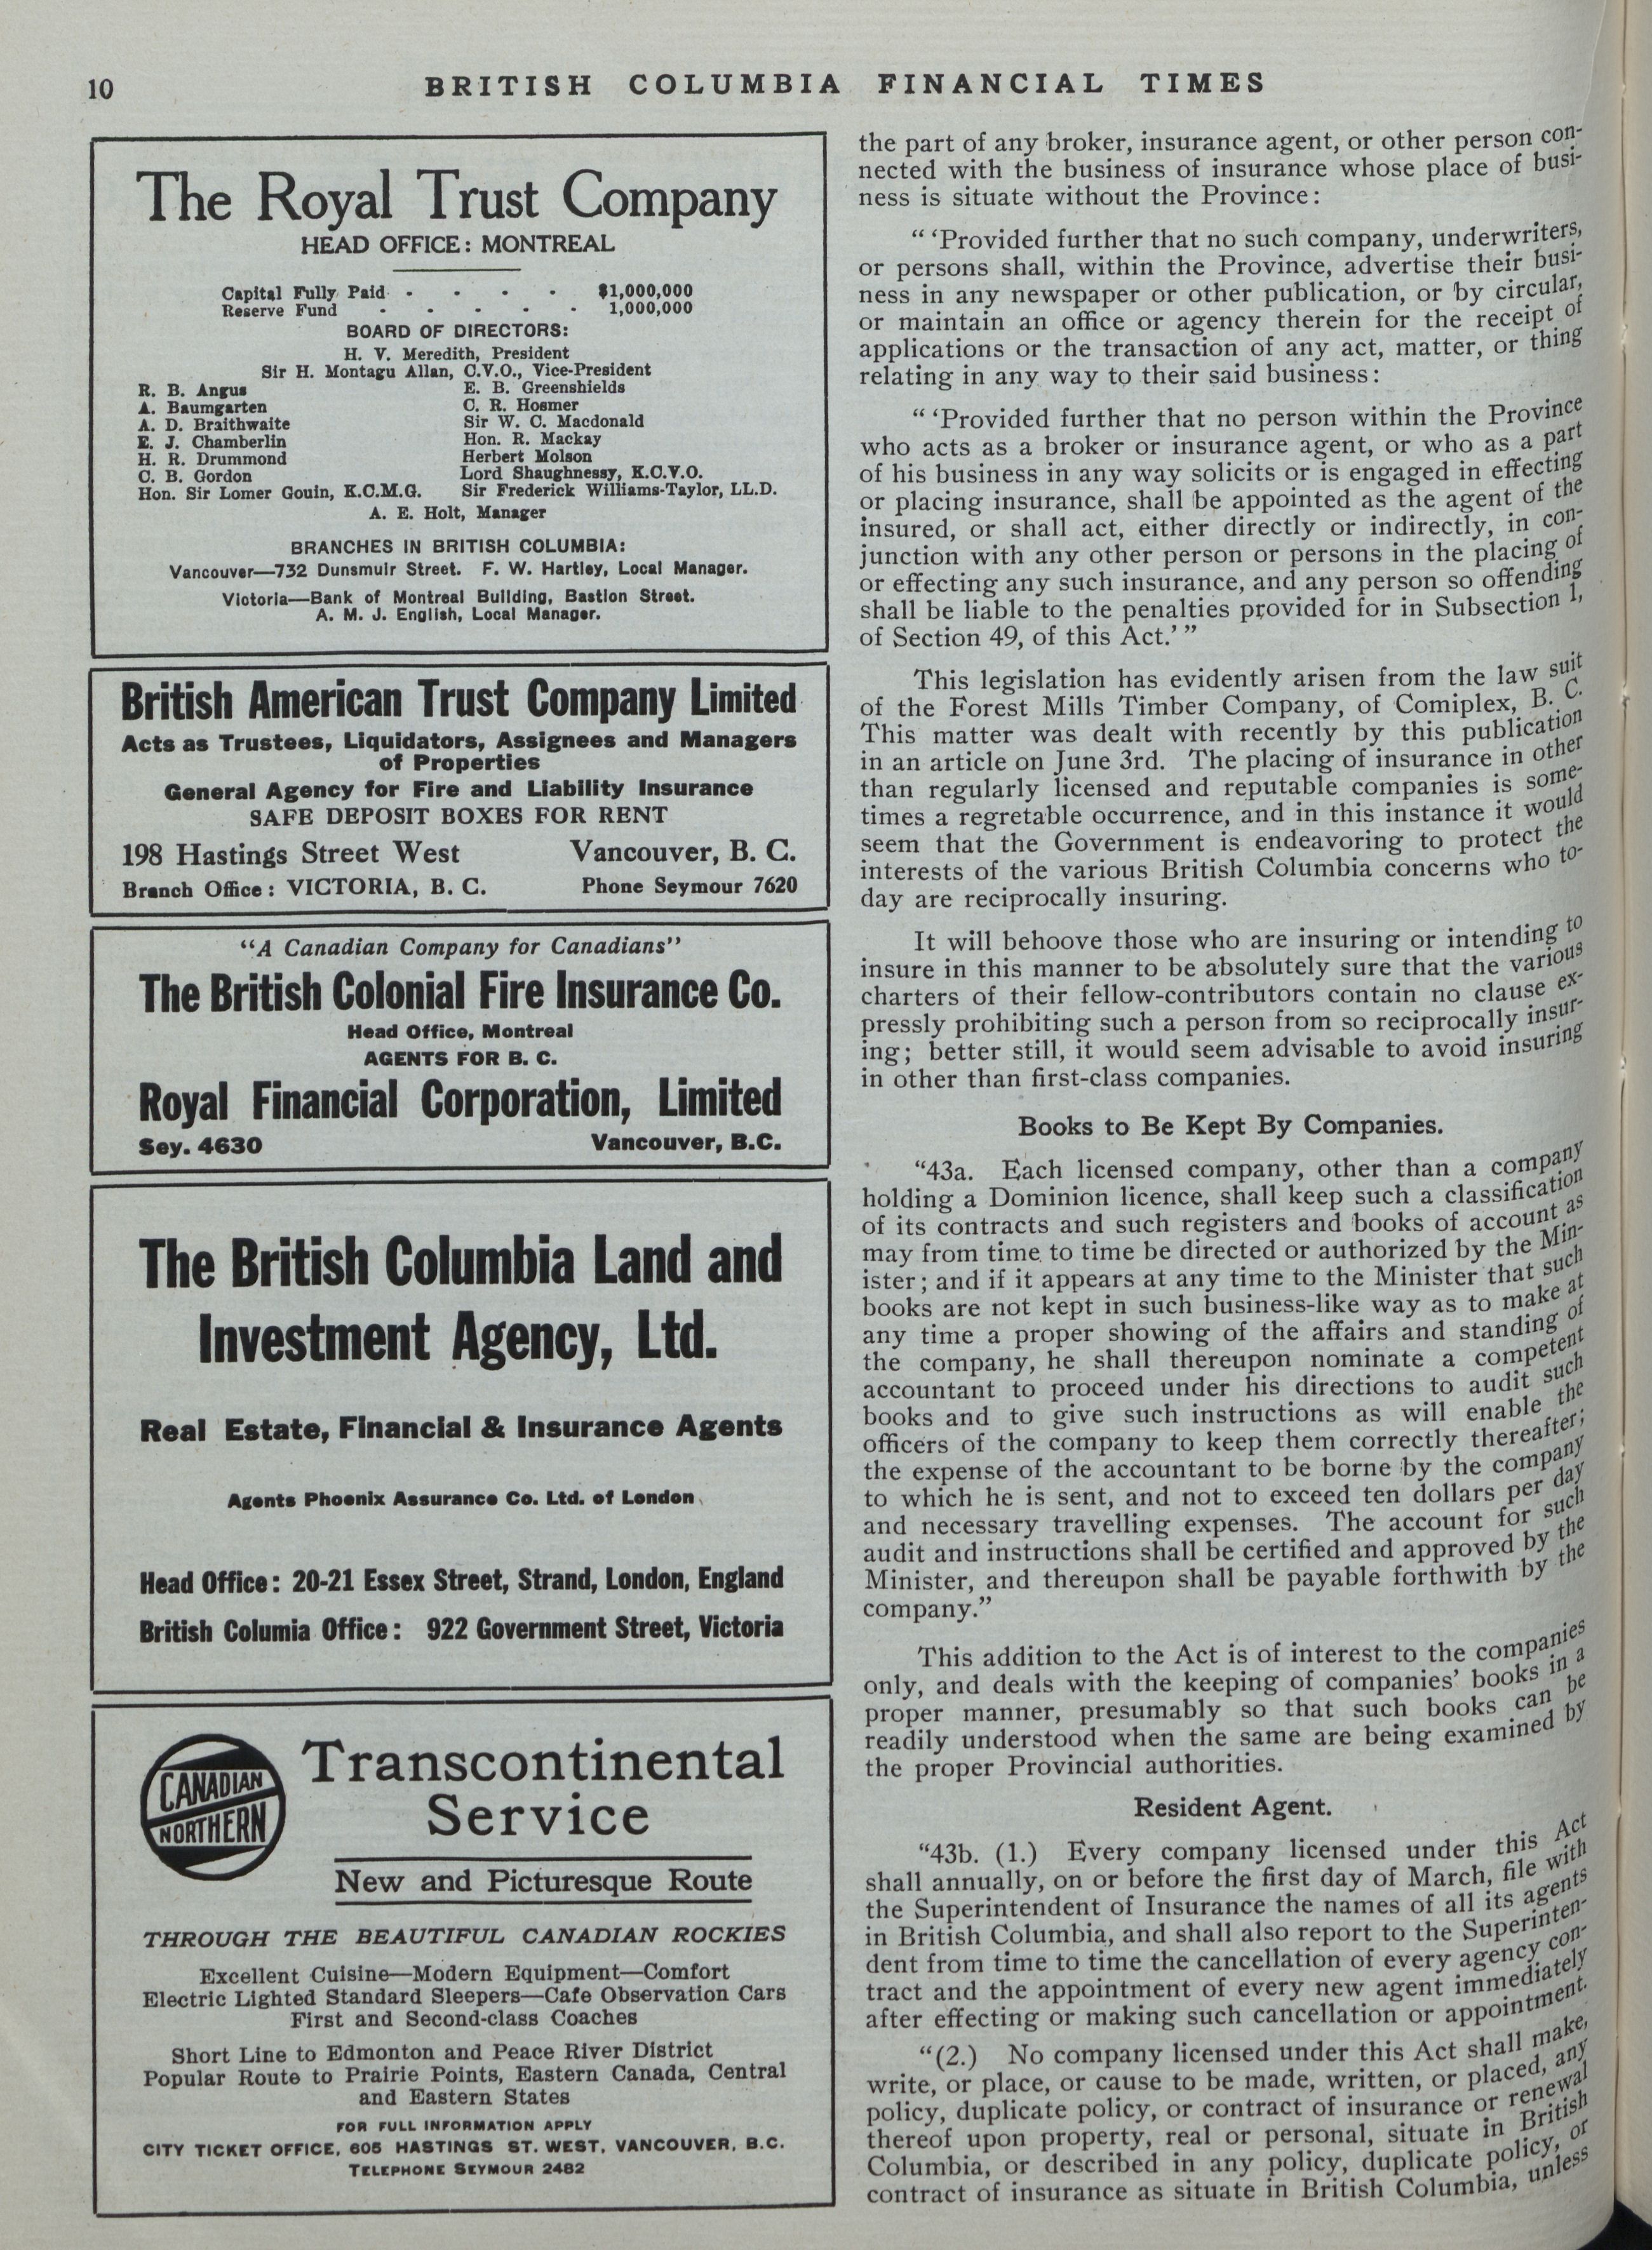 10
BRITISH COLUMBIA FINANCIAL TIMES
The Royal Trust Company
HEAD OFFICE: MONTREAL
Capital Fully Paid - - - - $1,000,000
Reserve Fund - - - - - 1,000,000
BOARD OF DIRECTORS:
H. V. Meredith, President
Sir H. Montagu Allan, C.V.O., Vice-President
R. B. Angus
E. B. Greenshields
A. Baumgarten
C. R. Hosmer
A. D. Braithwaite
Sir W. C. Macdonald
E. J. Chamberlin
Hon. R. Mackay
H. R. Drummond
Herbert Molson
C. B. Gordon
Lord Shaughnessy, K.C.V.O.
Hon. Sir Lomer Gouin, K.C.M.G.
Sir Frederick Williams-Taylor, LL.D.
A. E. Holt, Manager
BRANCHES IN BRITISH COLUMBIA:
Vancouver—732 Dunsmuir Street. F. W. Hartley, Local Manager.
Victoria—Bank of Montreal Building, Bastion Street.
A. M. J. English, Local Manager.
British American Trust Company Limited
Acts as Trustees, Liquidators, Assignees and Managers
of Properties
General Agency for Fire and Liability Insurance
SAFE DEPOSIT BOXES FOR RENT
198 Hastings Street West Vancouver, B. C.
Branch Office: VICTORIA, B. C. Phone Seymour 7620
"A Canadian Company for Canadians"
The British Colonial Fire Insurance Co.
Head Office, Montreal
AGENTS FOR B. C.
Royal Financial Corporation, Limited
Sey. 4630 Vancouver, B.C.
The British Columbia Land and
Investment Agency, Ltd.
Real Estate, Financial & Insurance Agents
Agents Phoenix Assurance Co. Ltd. of London
Head Office: 20-21 Essex Street, Strand, London, England
British Columia Office: 922 Government Street, Victoria
CANADIAN
NORTHERN
Transcontinental
Service
New and Picturesque Route
THROUGH THE BEAUTIFUL CANADIAN ROCKIES
Excellent Cuisine—Modern Equipment—Comfort
Electric Lighted Standard Sleepers—Cafe Observation Cars
First and Second-class Coaches
Short Line to Edmonton and Peace River District
Popular Route to Prairie Points, Eastern Canada, Central
and Eastern States
FOR FULL INFORMATION APPLY
CITY TICKET OFFICE, 605 HASTINGS ST. WEST, VANCOUVER, B.C.
TELEPHONE SEYMOUR 2482
the part of any broker, insurance agent, or other person con-
nected with the business of insurance whose place of busi-
ness is situate without the Province:
"'Provided further that no such company, underwriters,
or persons shall, within the Province, advertise their busi-
ness in any newspaper or other publication, or by circular,
or maintain an office or agency therein for the receipt of
applications or the transaction of any act, matter, or thing
relating in any way to their said business:
"'Provided further that no person within the Province
who acts as a broker or insurance agent, or who as a part
of his business in any way solicits or is engaged in effecting
or placing insurance, shall be appointed as the agent of the
insured, or shall act, either directly or indirectly, in con-
junction with any other person or persons in the placing of
or effecting any such insurance, and any person so offending
shall be liable to the penalties provided for in Subsection 1,
of Section 49, of this Act.'"
This legislation has evidently arisen from the law suit
of the Forest Mills Timber Company, of Comiplex, B. C.
This matter was dealt with recently by this publication
in an article on June 3rd. The placing of insurance in other
than regularly licensed and reputable companies is some-
times a regretable occurrence, and in this instance it would
seem that the Government is endeavoring to protect the
interests of the various British Columbia concerns who to-
day are reciprocally insuring.
It will behoove those who are insuring or intending to
insure in this manner to be absolutely sure that the various
charters of their fellow-contributors contain no clause ex-
pressly prohibiting such a person from so reciprocally insur-
ing; better still, it would seem advisable to avoid insuring
in other than first-class companies.
Books to Be Kept By Companies.
"43a. Each licensed company, other than a company
holding a Dominion licence, shall keep such a classification
of its contracts and such registers and books of account as
may from time to time be directed or authorized by the Min-
ister; and if it appears at any time to the Minister that such
books are not kept in such business-like way as to make at
any time a proper showing of the affairs and standing of
the company, he shall thereupon nominate a competent
accountant to proceed under his directions to audit such
books and to give such instructions as will enable the
officers of the company to keep them correctly thereafter;
the expense of the accountant to be borne by the company
to which he is sent, and not to exceed ten dollars per day
and necessary travelling expenses. The account for such
audit and instructions shall be certified and approved by the
Minister, and thereupon shall be payable forthwith by the
company."
This addition to the Act is of interest to the companies
only, and deals with the keeping of companies' books in a
proper manner, presumably so that such books can be
readily understood when the same are being examined by
the proper Provincial authorities.
Resident Agent.
"43b. (1.) Every company licensed under this Act
shall annually, on or before the first day of March, file with
the Superintendent of Insurance the names of all its agents
in British Columbia, and shall also report to the Superinten-
dent from time to time the cancellation of every agency con-
tract and the appointment of every new agent immediately
after effecting or making such cancellation or appointment.
"(2.) No company licensed under this Act shall make,
write, or place, or cause to be made, written, or placed, any
policy, duplicate policy, or contract of insurance or renewal
thereof upon property, real or personal, situate in British
Columbia, or described in any policy, duplicate policy, or
contract of insurance as situate in British Columbia, unless